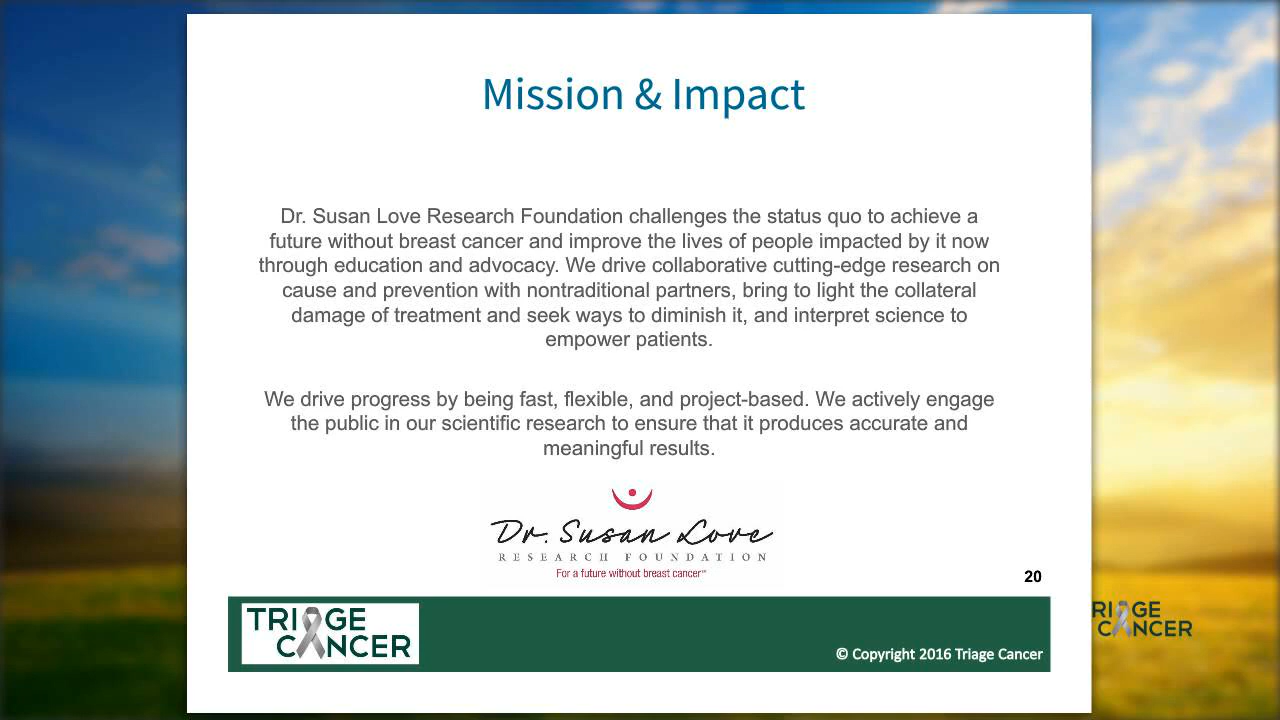 Mission & Impact
Dr. Susan Love Research Foundation challenges the status quo to achieve a
future without breast cancer and improve the lives of people impacted by it now
through education and advocacy. We drive collaborative cutting-edge research on
cause and prevention with nontraditional partners, bring to light the collateral
damage of treatment and seek ways to diminish it, and interpret science to
empower patients.
We drive progress by being fast, flexible, and project-based. We actively engage
the public in our scientific research to ensure that it produces accurate and
meaningful results.
Dr. Susan Love
RESEARCH FOUNDATION
For a future without breast cancer℠
20
TRIAGE
CANCER
© Copyright 2016 Triage Cancer
RIAGE
CANCER